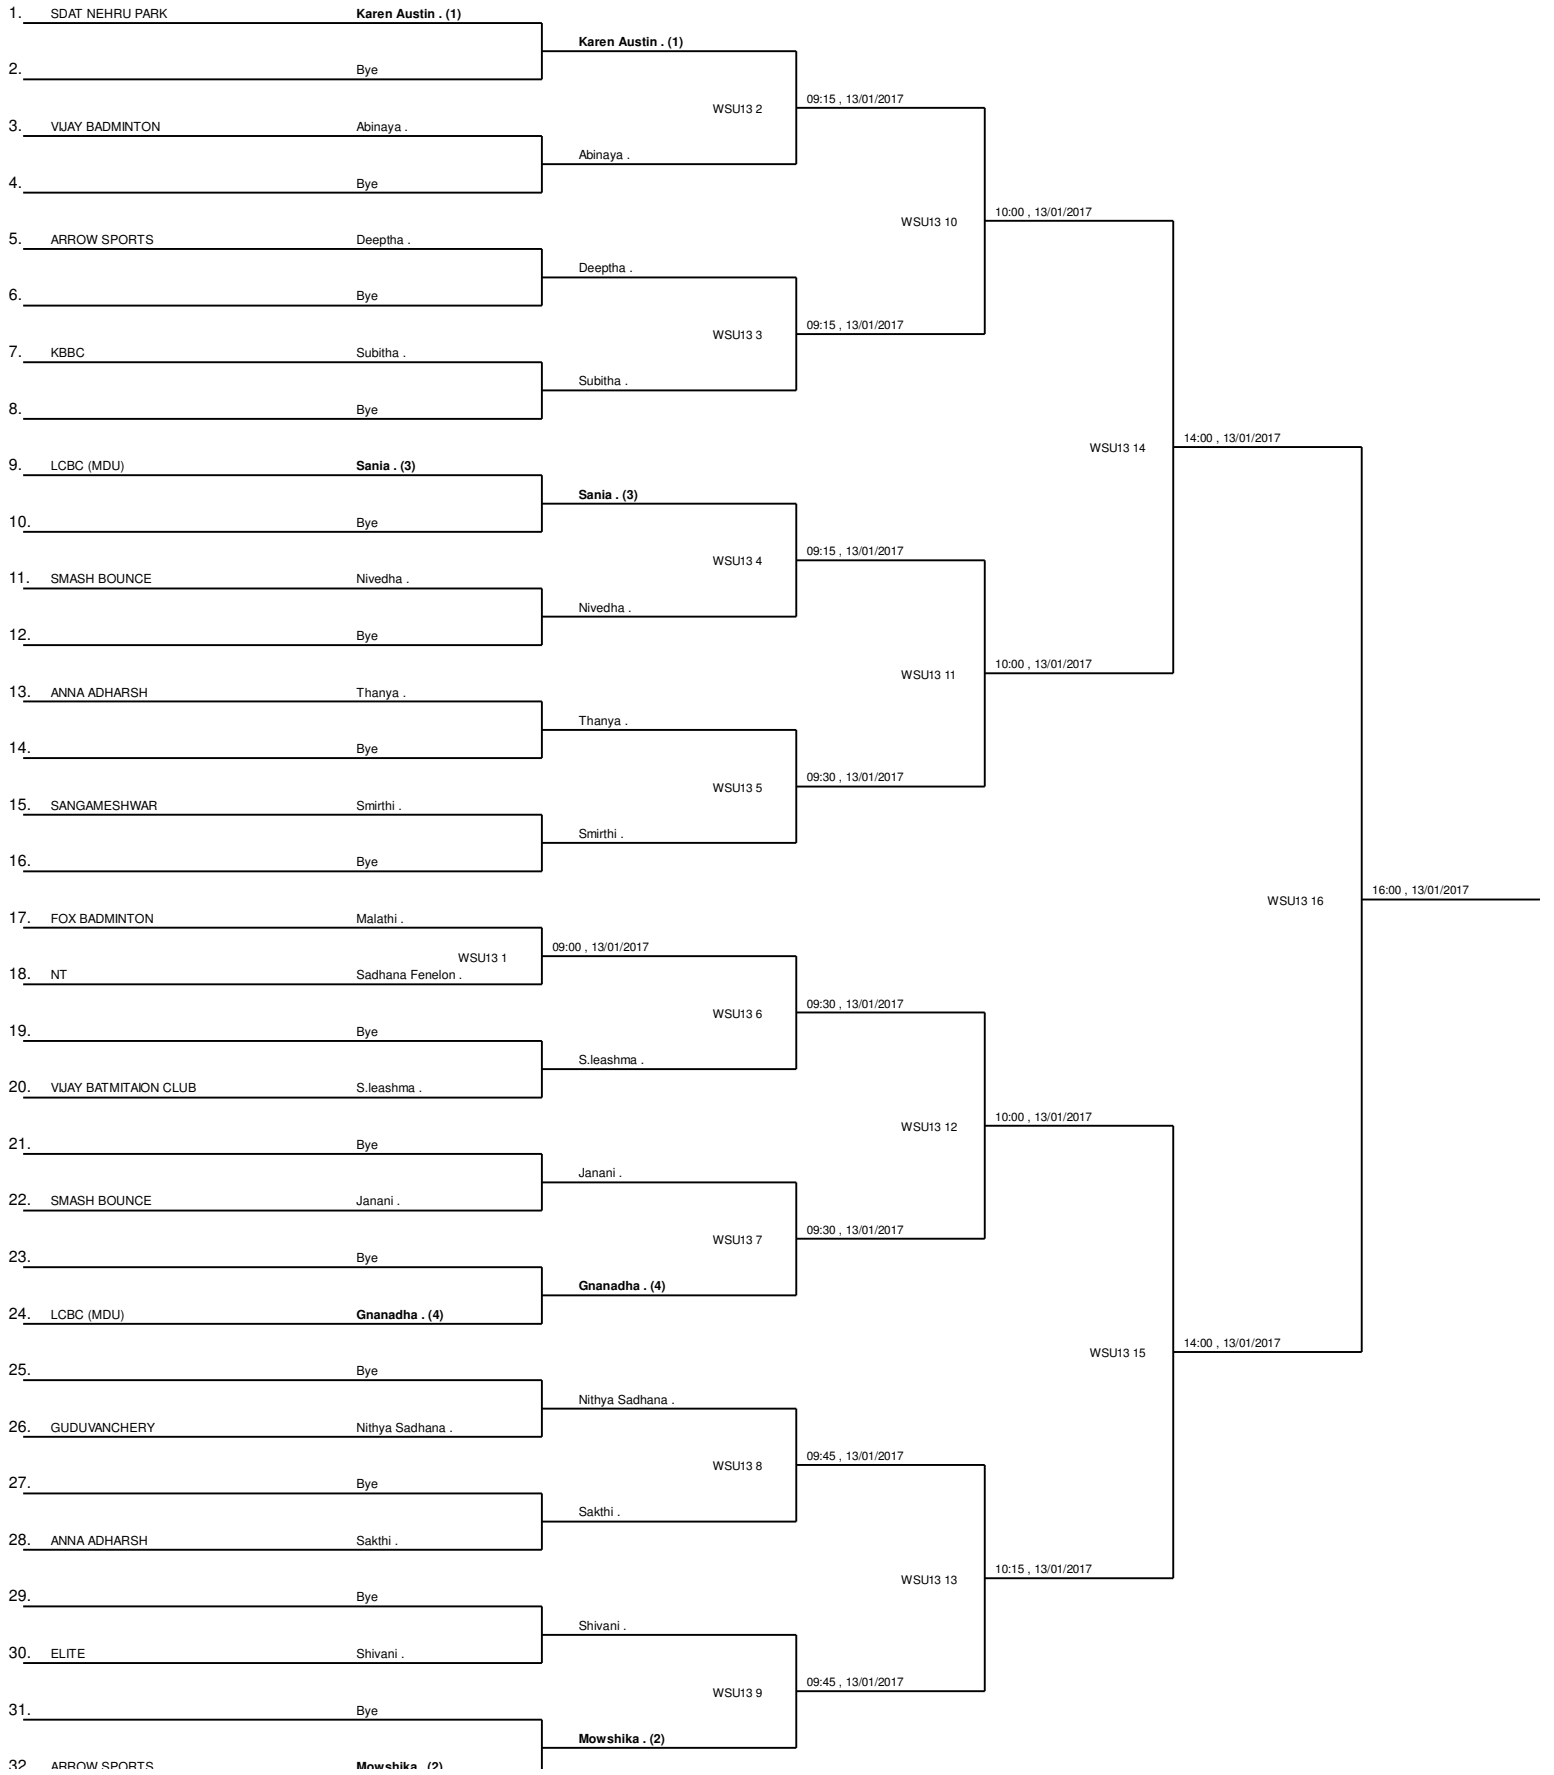 1. SDAT NEHRU PARK Karen Austin . (1)
Karen Austin . (1)
2. Bye
WSU13 2 09:15 , 13/01/2017
3. VIJAY BADMINTON Abinaya .
Abinaya .
4. Bye
WSU13 10 10:00 , 13/01/2017
5. ARROW SPORTS Deeptha .
Deeptha .
6. Bye
WSU13 3 09:15 , 13/01/2017
7. KBBC Subitha .
Subitha .
8. Bye
WSU13 14 14:00 , 13/01/2017
9. LCBC (MDU) Sania . (3)
Sania . (3)
10. Bye
WSU13 4 09:15 , 13/01/2017
11. SMASH BOUNCE Nivedha .
Nivedha .
12. Bye
WSU13 11 10:00 , 13/01/2017
13. ANNA ADHARSH Thanya .
Thanya .
14. Bye
WSU13 5 09:30 , 13/01/2017
15. SANGAMESHWAR Smirthi .
Smirthi .
16. Bye
WSU13 16 16:00 , 13/01/2017
17. FOX BADMINTON Malathi .
WSU13 1 09:00 , 13/01/2017
18. NT Sadhana Fenelon .
WSU13 6 09:30 , 13/01/2017
19. Bye
S.leashma .
20. VIJAY BATMITAION CLUB S.leashma .
WSU13 12 10:00 , 13/01/2017
21. Bye
Janani .
22. SMASH BOUNCE Janani .
WSU13 7 09:30 , 13/01/2017
23. Bye
Gnanadha . (4)
24. LCBC (MDU) Gnanadha . (4)
WSU13 15 14:00 , 13/01/2017
25. Bye
Nithya Sadhana .
26. GUDUVANCHERY Nithya Sadhana .
WSU13 8 09:45 , 13/01/2017
27. Bye
Sakthi .
28. ANNA ADHARSH Sakthi .
WSU13 13 10:15 , 13/01/2017
29. Bye
Shivani .
30. ELITE Shivani .
WSU13 9 09:45 , 13/01/2017
31. Bye
Mowshika . (2)
32. ARROW SPORTS Mowshika . (2)